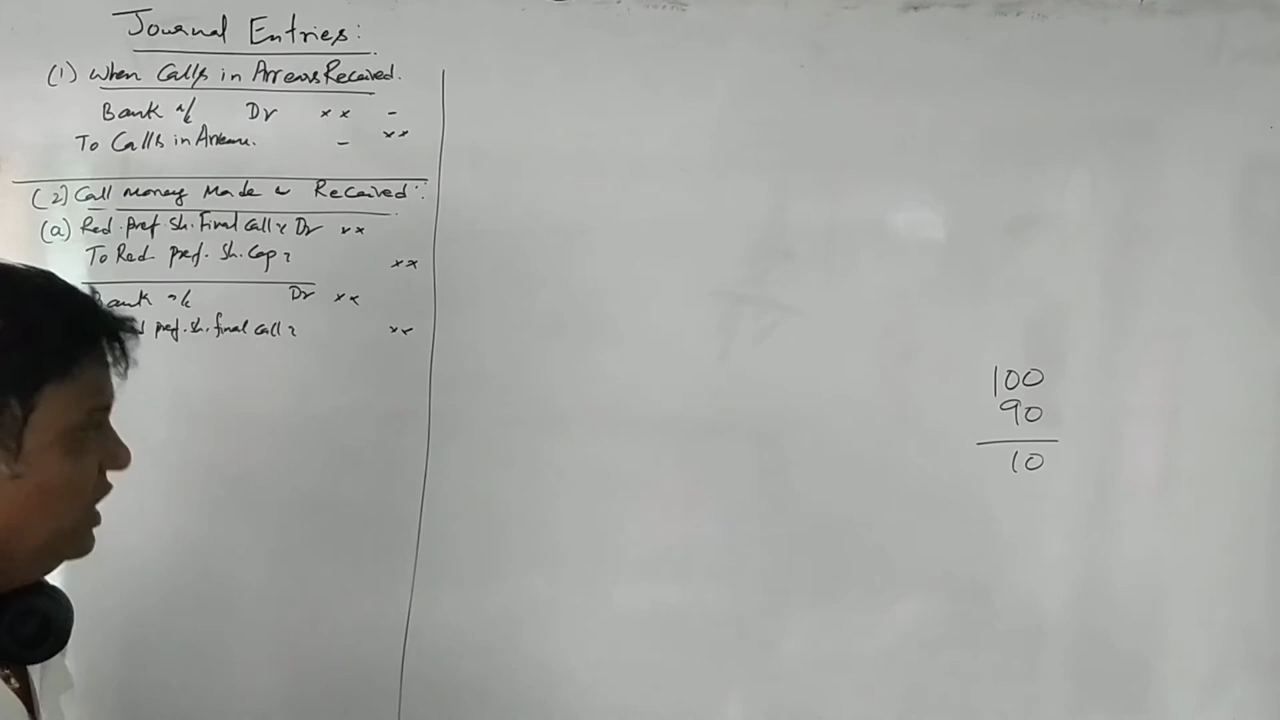 Journal Entries:
(1) When Calls in Arrears Received.
Bank a/c Dr xx -
To Calls in Arrears. - xx
(2) Call money Made & Received:
(a) Red. pref. Sh. Final Call Dr xx
To Red. pref. Sh. Cap xx
Bank a/c Dr xx
pref. sh. final call xx
100
90
10